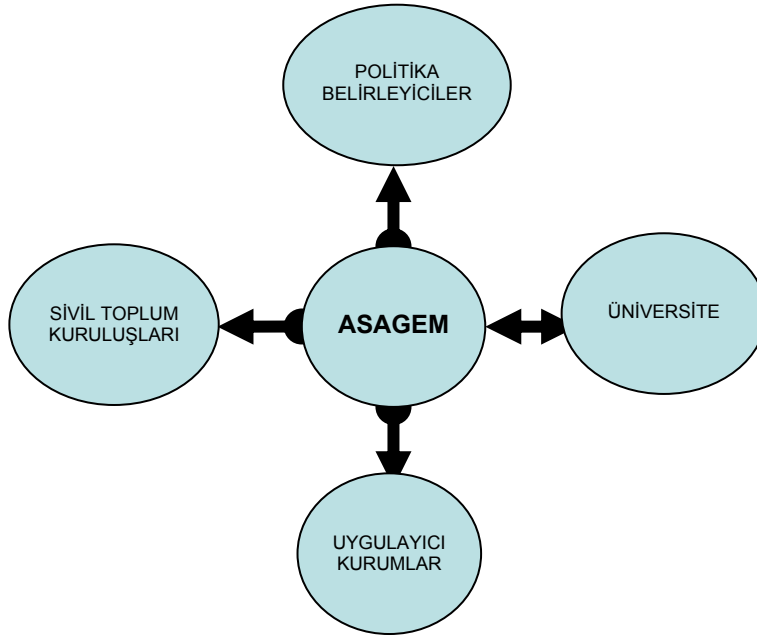 POLİTİKA
BELİRLEYİCİLER
SİVİL TOPLUM
KURULUŞLARI
ASAGEM
ÜNİVERSİTE
UYGULAYICI
KURUMLAR